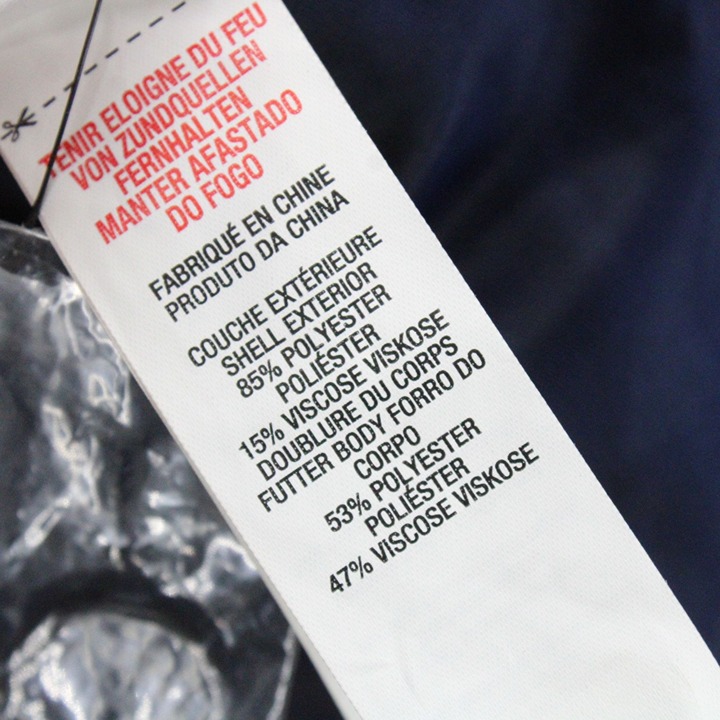 TENIR ELOIGNE DU FEU
VON ZUNDQUELLEN
FERNHALTEN
MANTER AFASTADO
DO FOGO
FABRIQUÉ EN CHINE
PRODUTO DA CHINA
COUCHE EXTÉRIEURE
SHELL EXTERIOR
85% POLYESTER
POLIÉSTER
15% VISCOSE VISKOSE
DOUBLURE DU CORPS
FUTTER BODY FORRO DO
CORPO
53% POLYESTER
POLIÉSTER
47% VISCOSE VISKOSE